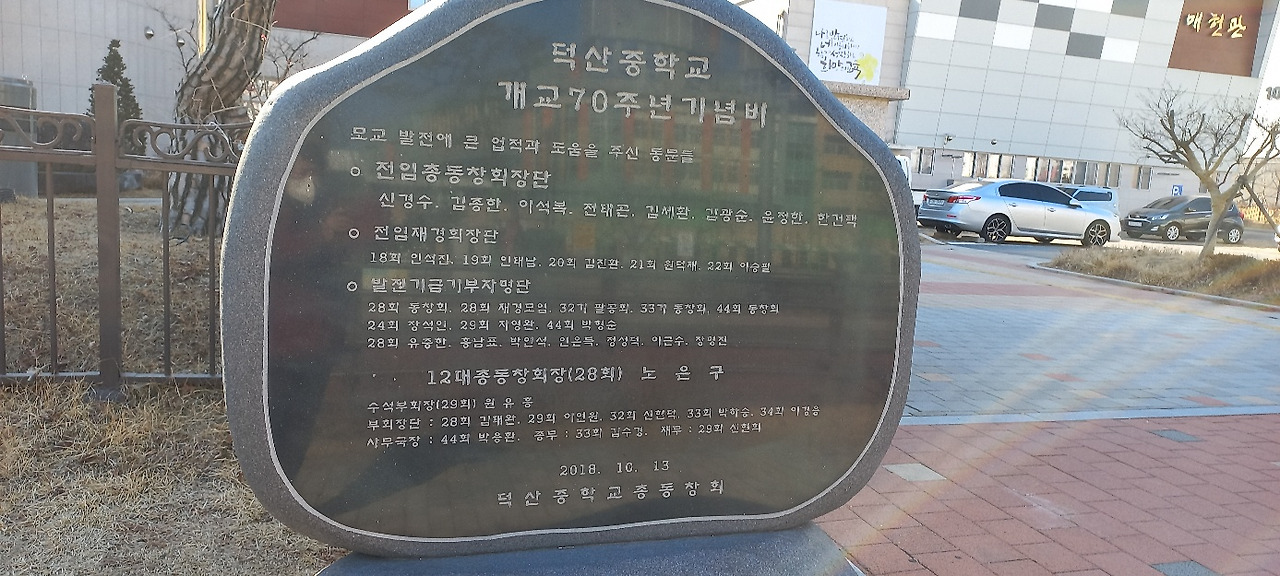 덕산중학교
개교70주년기념비
모교 발전에 큰 업적과 도움을 주신 동문들
○ 전임총동창회장단
신경수. 김종한. 이석복. 전태곤. 김세환. 김광순. 윤정한. 한건택
○ 전임재경회장단
18회 인석진. 19회 인태남. 20회 김진환. 21회 원덕재. 22회 이승필
○ 발전기금기부자명단
28회 동창회. 28회 재경모임. 32기 팔공회. 33기 동창회. 44회 동창회
24회 장석인. 29회 지영완. 44회 박형순
28회 유종한. 홍남표. 박인석. 인은득. 정성덕. 이근수. 장명진
12대총동창회장(28회) 노 은 구
수석부회장(29회) 원 유 흥
부회장단 : 28회 김재완. 29회 이연원. 32회 신현덕. 33회 박하승. 34회 이경용
사무국장 : 44회 박용환. 총무 : 33회 김수경. 재무 : 29회 신현희
2018. 10. 13
덕산중학교총동창회
매헌관